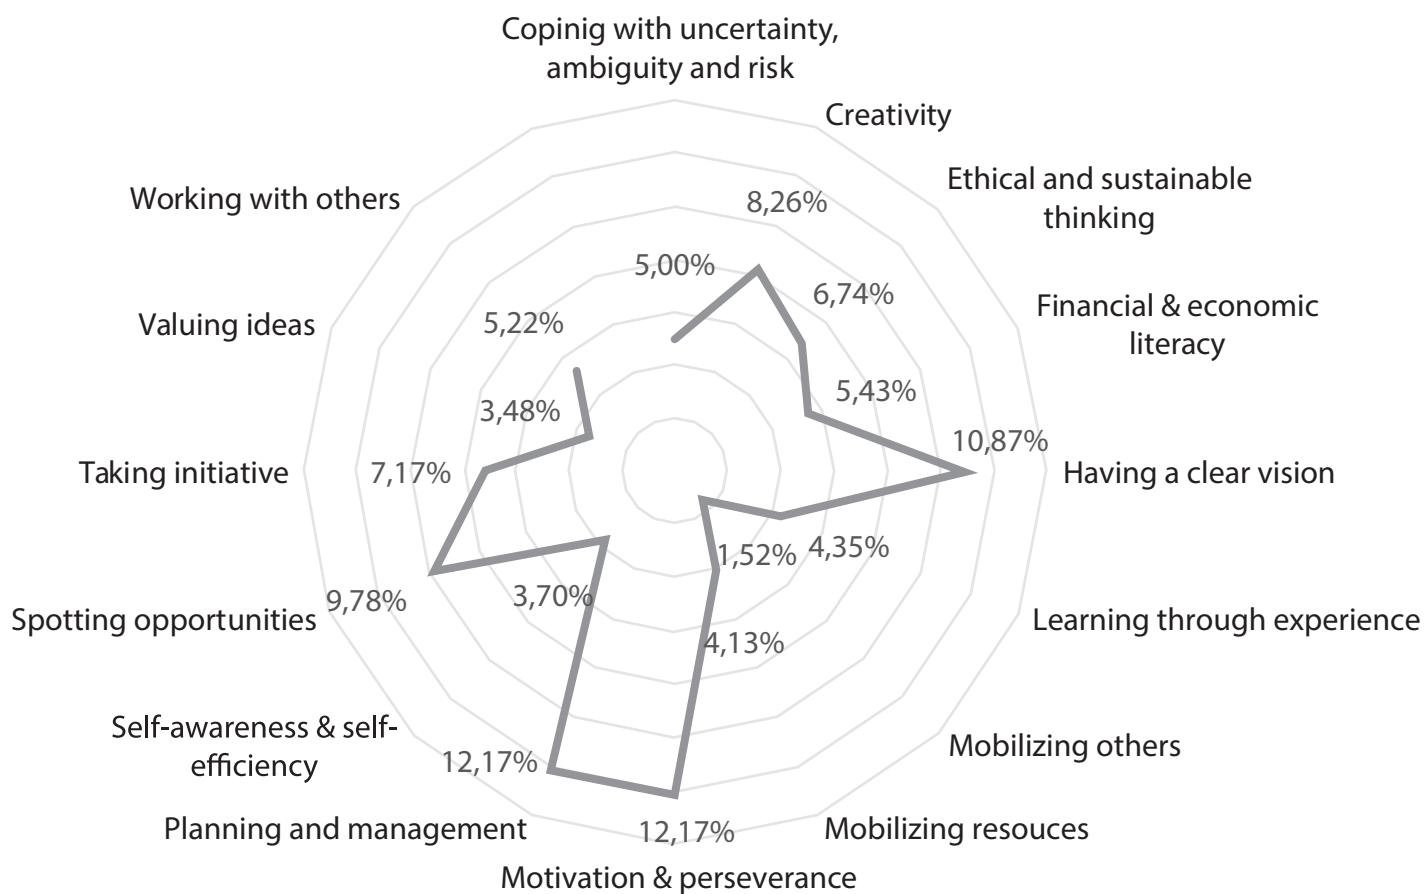 Copinig with uncertainty,
ambiguity and risk
Creativity
Ethical and sustainable
thinking
Financial & economic
literacy
Having a clear vision
Learning through experience
Mobilizing others
Mobilizing resouces
Motivation & perseverance
Planning and management
Self-awareness & self-
efficiency
Spotting opportunities
Taking initiative
Valuing ideas
Working with others
5,00%
8,26%
6,74%
5,43%
10,87%
4,35%
1,52%
4,13%
12,17%
12,17%
3,70%
9,78%
7,17%
3,48%
5,22%